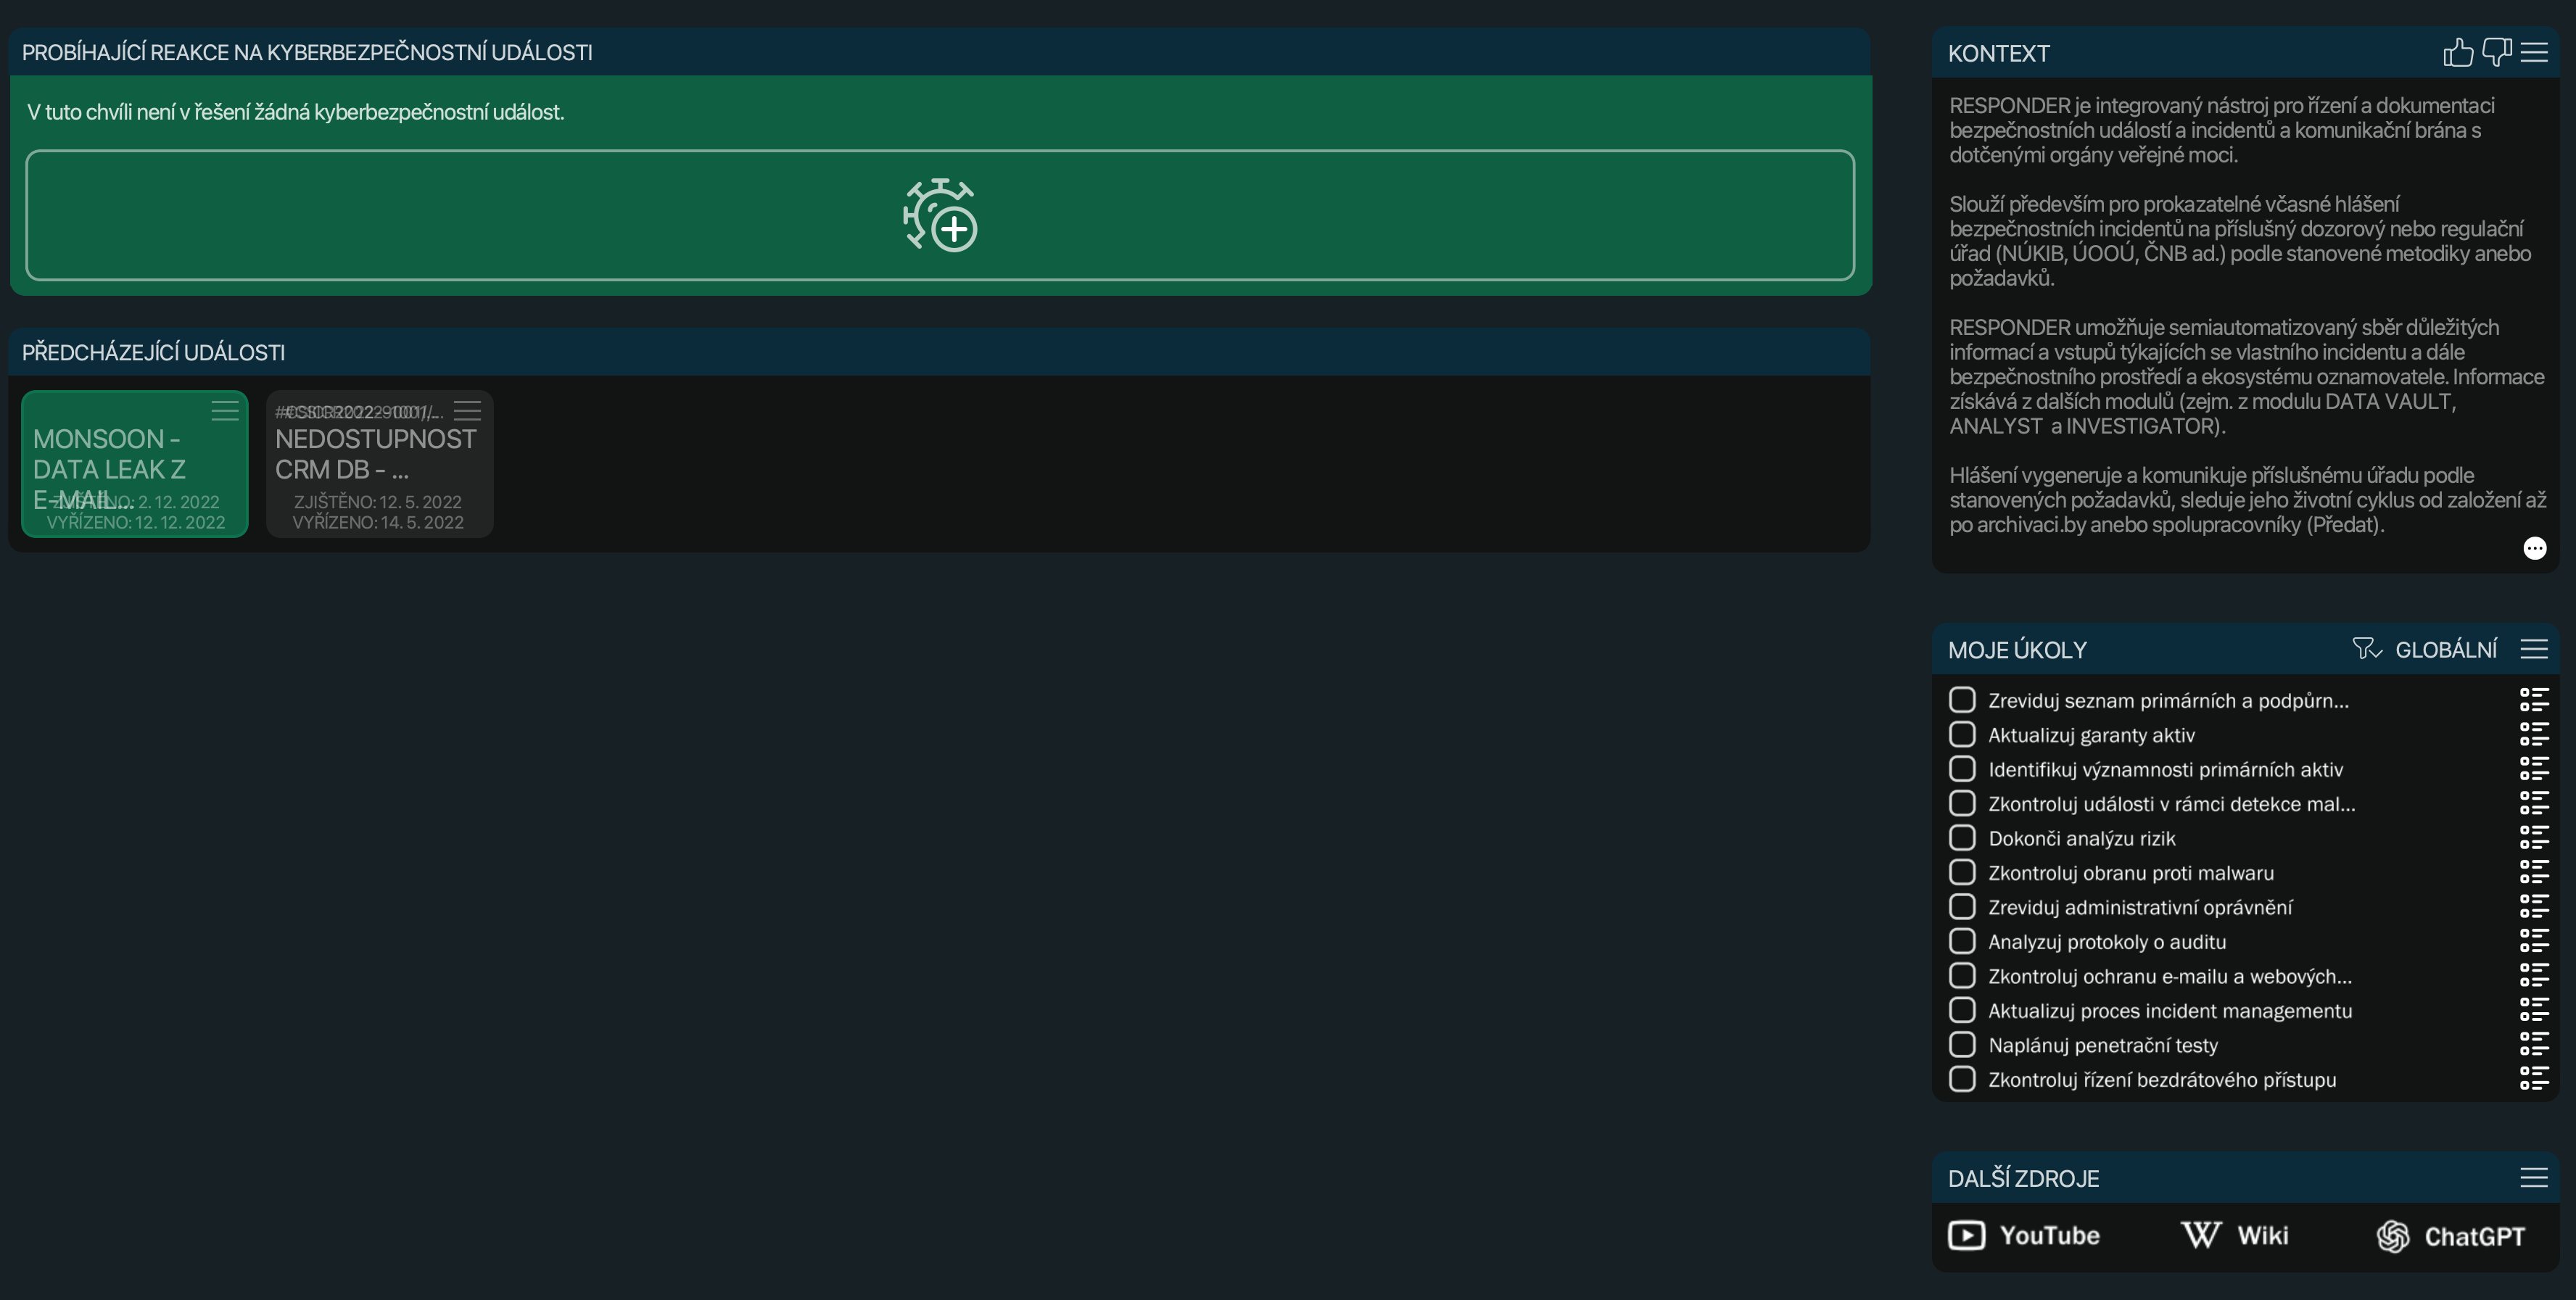 PROBÍHAJÍCÍ REAKCE NA KYBERBEZPEČNOSTNÍ UDÁLOSTI
V tuto chvíli není v řešení žádná kyberbezpečnostní událost.
PŘEDCHÁZEJÍCÍ UDÁLOSTI
MONSOON -
DATA LEAK Z
E-MAIL...
ZJIŠTĚNO: 2. 12. 2022
VYŘÍZENO: 12. 12. 2022
NEDOSTUPNOST
CRM DB - ...
ZJIŠTĚNO: 12. 5. 2022
VYŘÍZENO: 14. 5. 2022
KONTEXT
RESPONDER je integrovaný nástroj pro řízení a dokumentaci
bezpečnostních událostí a incidentů a komunikační brána s
dotčenými orgány veřejné moci.
Slouží především pro prokazatelné včasné hlášení
bezpečnostních incidentů na příslušný dozorový nebo regulační
úřad (NÚKIB, ÚOOÚ, ČNB ad.) podle stanovené metodiky anebo
požadavků.
RESPONDER umožňuje semiautomatizovaný sběr důležitých
informací a vstupů týkajících se vlastního incidentu a dále
bezpečnostního prostředí a ekosystému oznamovatele. Informace
získává z dalších modulů (zejm. z modulu DATA VAULT,
ANALYST a INVESTIGATOR).
Hlášení vygeneruje a komunikuje příslušnému úřadu podle
stanovených požadavků, sleduje jeho životní cyklus od založení až
po archivaci.by anebo spolupracovníky (Předat).
MOJE ÚKOLY
GLOBÁLNÍ
Zreviduj seznam primárních a podpůrn...
Aktualizuj garanty aktiv
Identifikuj významnosti primárních aktiv
Zkontroluj události v rámci detekce mal...
Dokonči analýzu rizik
Zkontroluj obranu proti malwaru
Zreviduj administrativní oprávnění
Analyzuj protokoly o auditu
Zkontroluj ochranu e-mailu a webových...
Aktualizuj proces incident managementu
Naplánuj penetrační testy
Zkontroluj řízení bezdrátového přístupu
DALŠÍ ZDROJE
YouTube
Wiki
ChatGPT